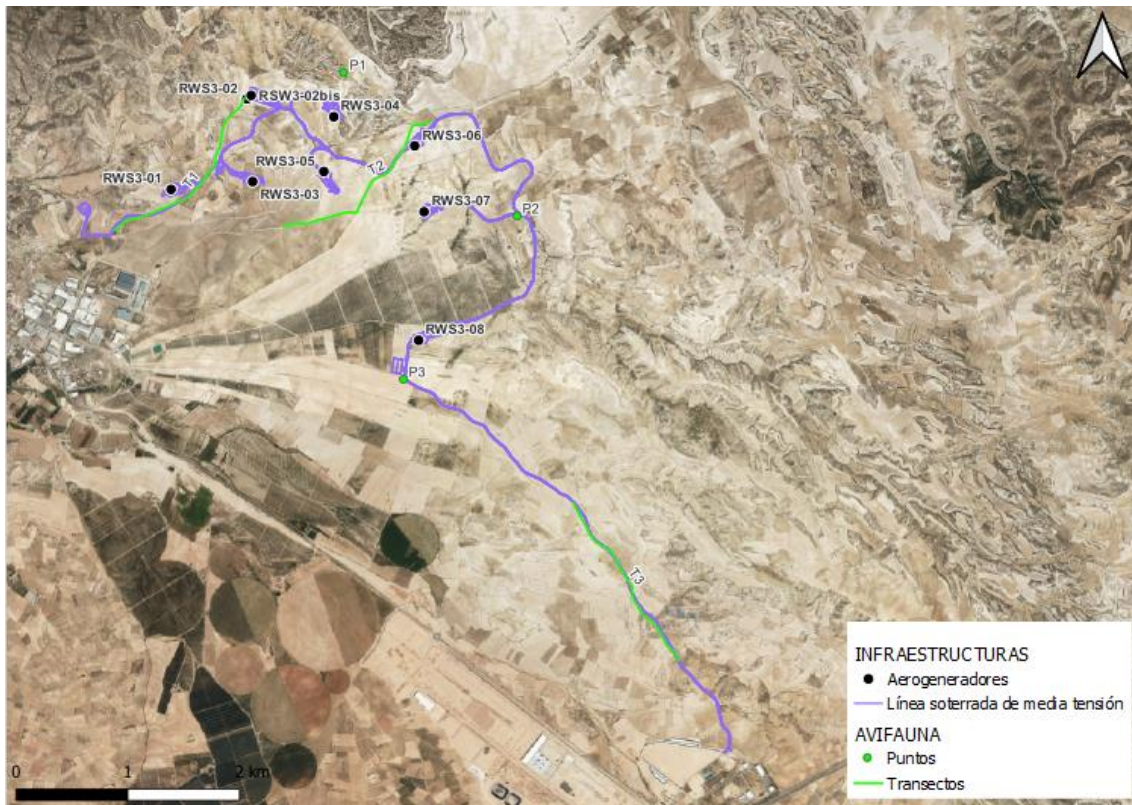 P1
RWS3-02
RSW3-02bis
RWS3-04
RWS3-06
RWS3-05
T2
RWS3-01
T1
RWS3-03
RWS3-07
P2
RWS3-08
P3
T3
INFRAESTRUCTURAS
Aerogeneradores
Línea soterrada de media tensión
AVIFAUNA
Puntos
Transectos
0 1 2 km